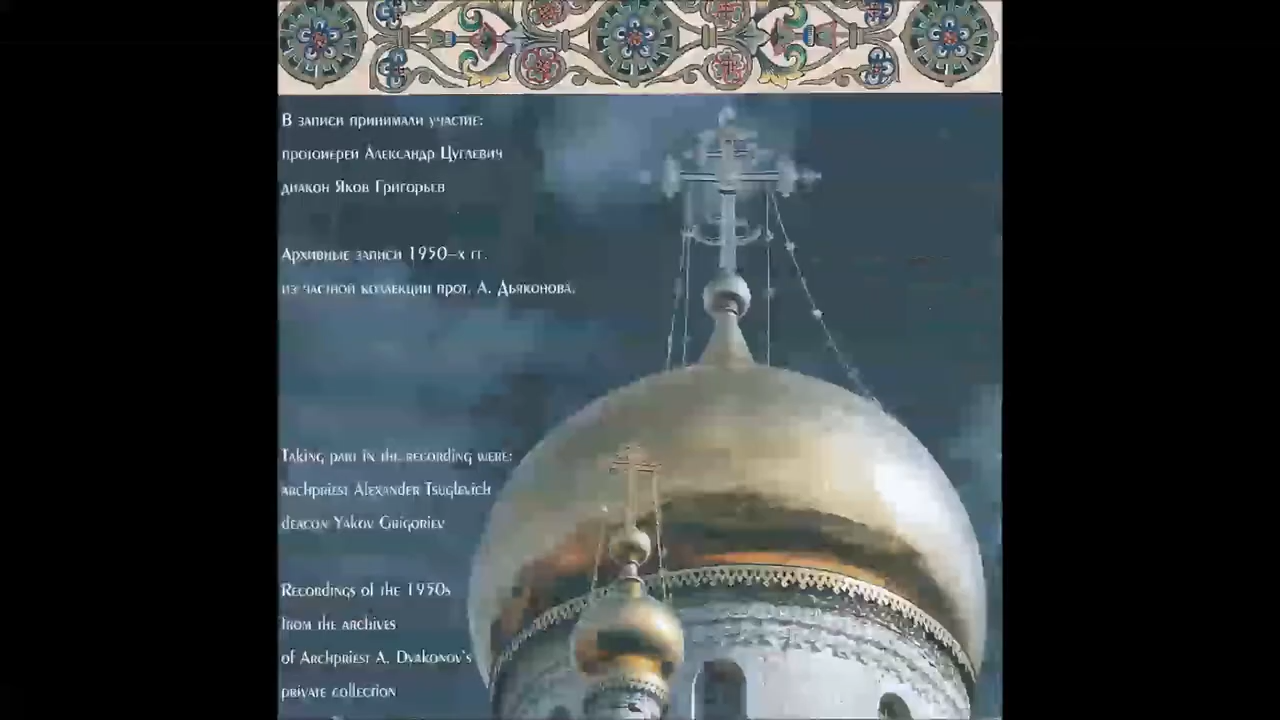 В записи принимали участие:
протоиерей Александр Цуглевич
диакон Яков Григорьев
Архивные записи 1950–х гг.
из частной коллекции прот. А. Дьяконова.
Taking part in the recording were:
archpriest Alexander Tsuglevich
deacon Yakov Grigoriev
Recordings of the 1950s
from the archives
of Archpriest A. Dyakonov's
private collection